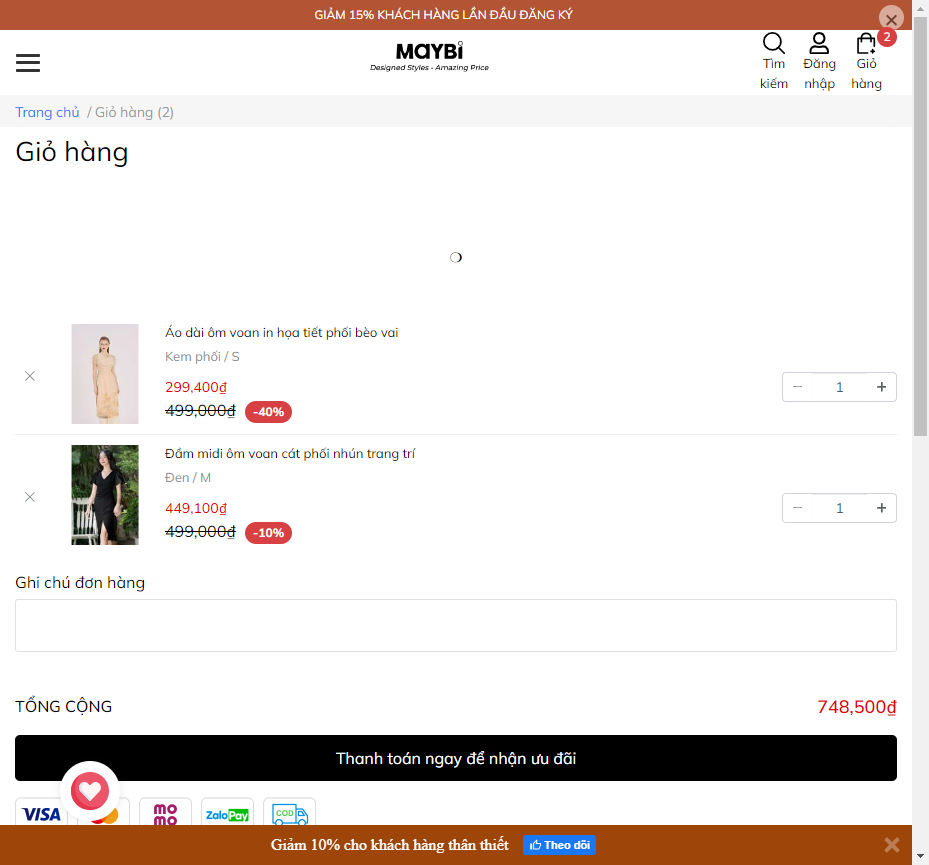 GIẢM 15% KHÁCH HÀNG LẦN ĐẦU ĐĂNG KÝ
MAYBI
Designed Styles - Amazing Price
Tìm kiếm
Đăng nhập
Giỏ hàng
2
Trang chủ / Giỏ hàng (2)
Giỏ hàng
Áo dài ôm voan in họa tiết phối bèo vai
Kem phối / S
299,400₫
499,000₫ -40%
1
Đầm midi ôm voan cát phối nhún trang trí
Đen / M
449,100₫
499,000₫ -10%
1
Ghi chú đơn hàng
TỔNG CỘNG 748,500₫
Thanh toán ngay để nhận ưu đãi
VISA
mo mo
ZaloPay
COD
Giảm 10% cho khách hàng thân thiết Theo dõi